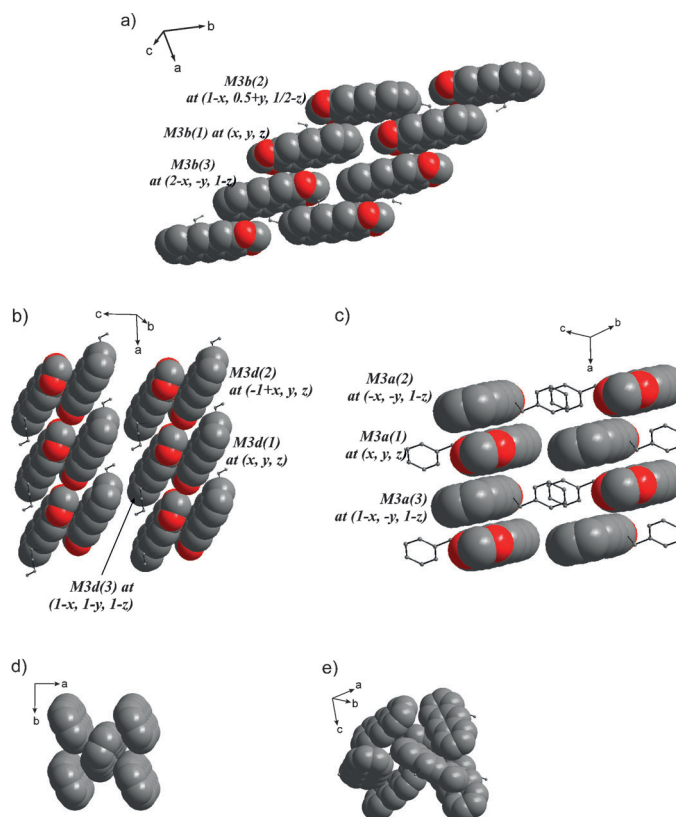 a)
b
c
a
M3b(2)
at (1-x, 0.5+y, 1/2-z)
M3b(1) at (x, y, z)
M3b(3)
at (2-x, -y, 1-z)
b)
c
b
a
M3d(2)
at (-1+x, y, z)
M3d(1)
at (x, y, z)
M3d(3) at
(1-x, 1-y, 1-z)
c)
c
b
a
M3a(2)
at (-x, -y, 1-z)
M3a(1)
at (x, y, z)
M3a(3)
at (1-x, -y, 1-z)
d)
a
b
e)
a
b
c